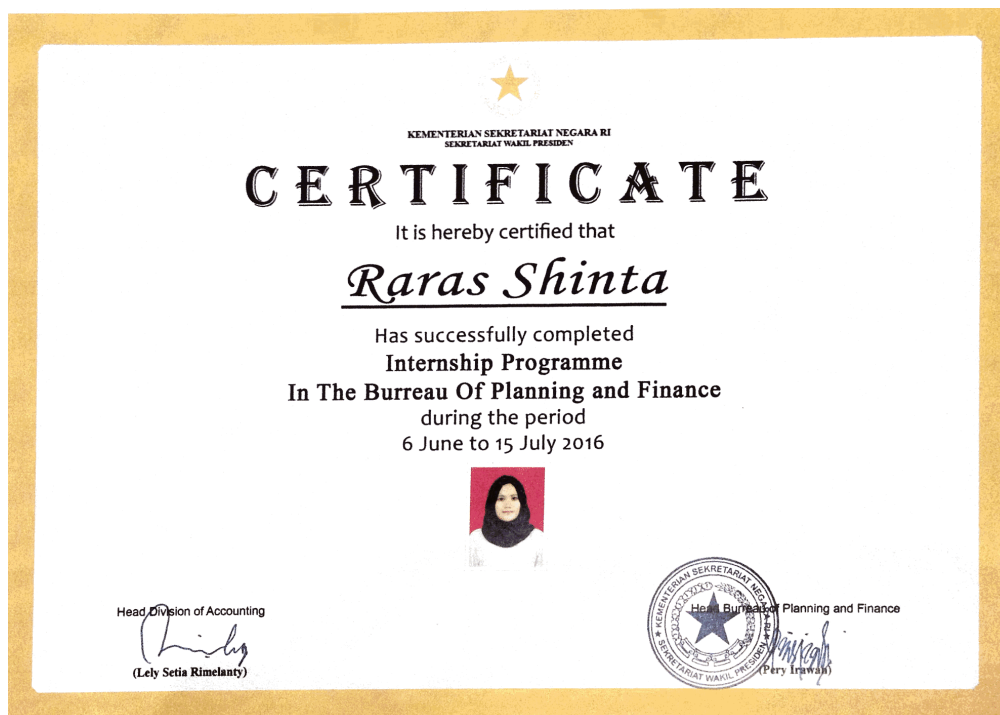 KEMENTERIAN SEKRETARIAT NEGARA RI
SEKRETARIAT WAKIL PRESIDEN
CERTIFICATE
It is hereby certified that
Raras Shinta
Has successfully completed
Internship Programme
In The Burreau Of Planning and Finance
during the period
6 June to 15 July 2016
Head Division of Accounting
(Lely Setia Rimelanty)
Head Bureau of Planning and Finance
(Pery Irawan)
KEMENTERIAN SEKRETARIAT NEGARA RI
SEKRETARIAT WAKIL PRESIDEN